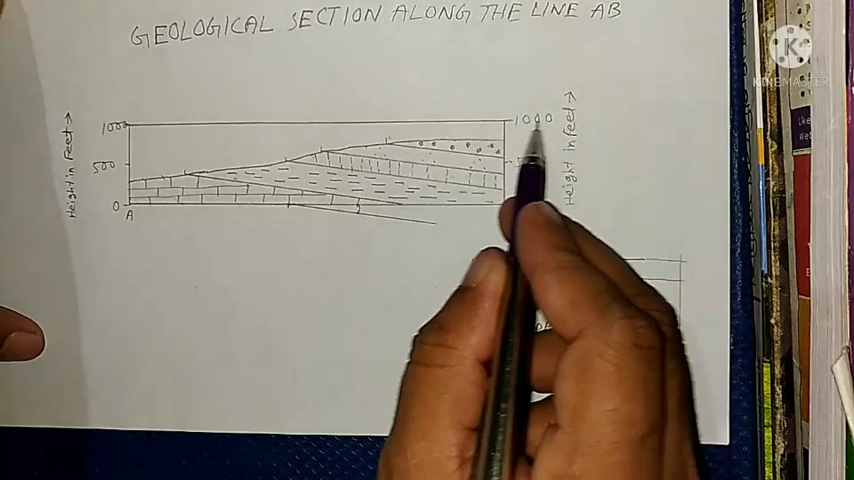 GEOLOGICAL SECTION ALONG THE LINE AB
KINEMASTER
1000
1000
500
0
A
Height in Feet →
Height in Feet →